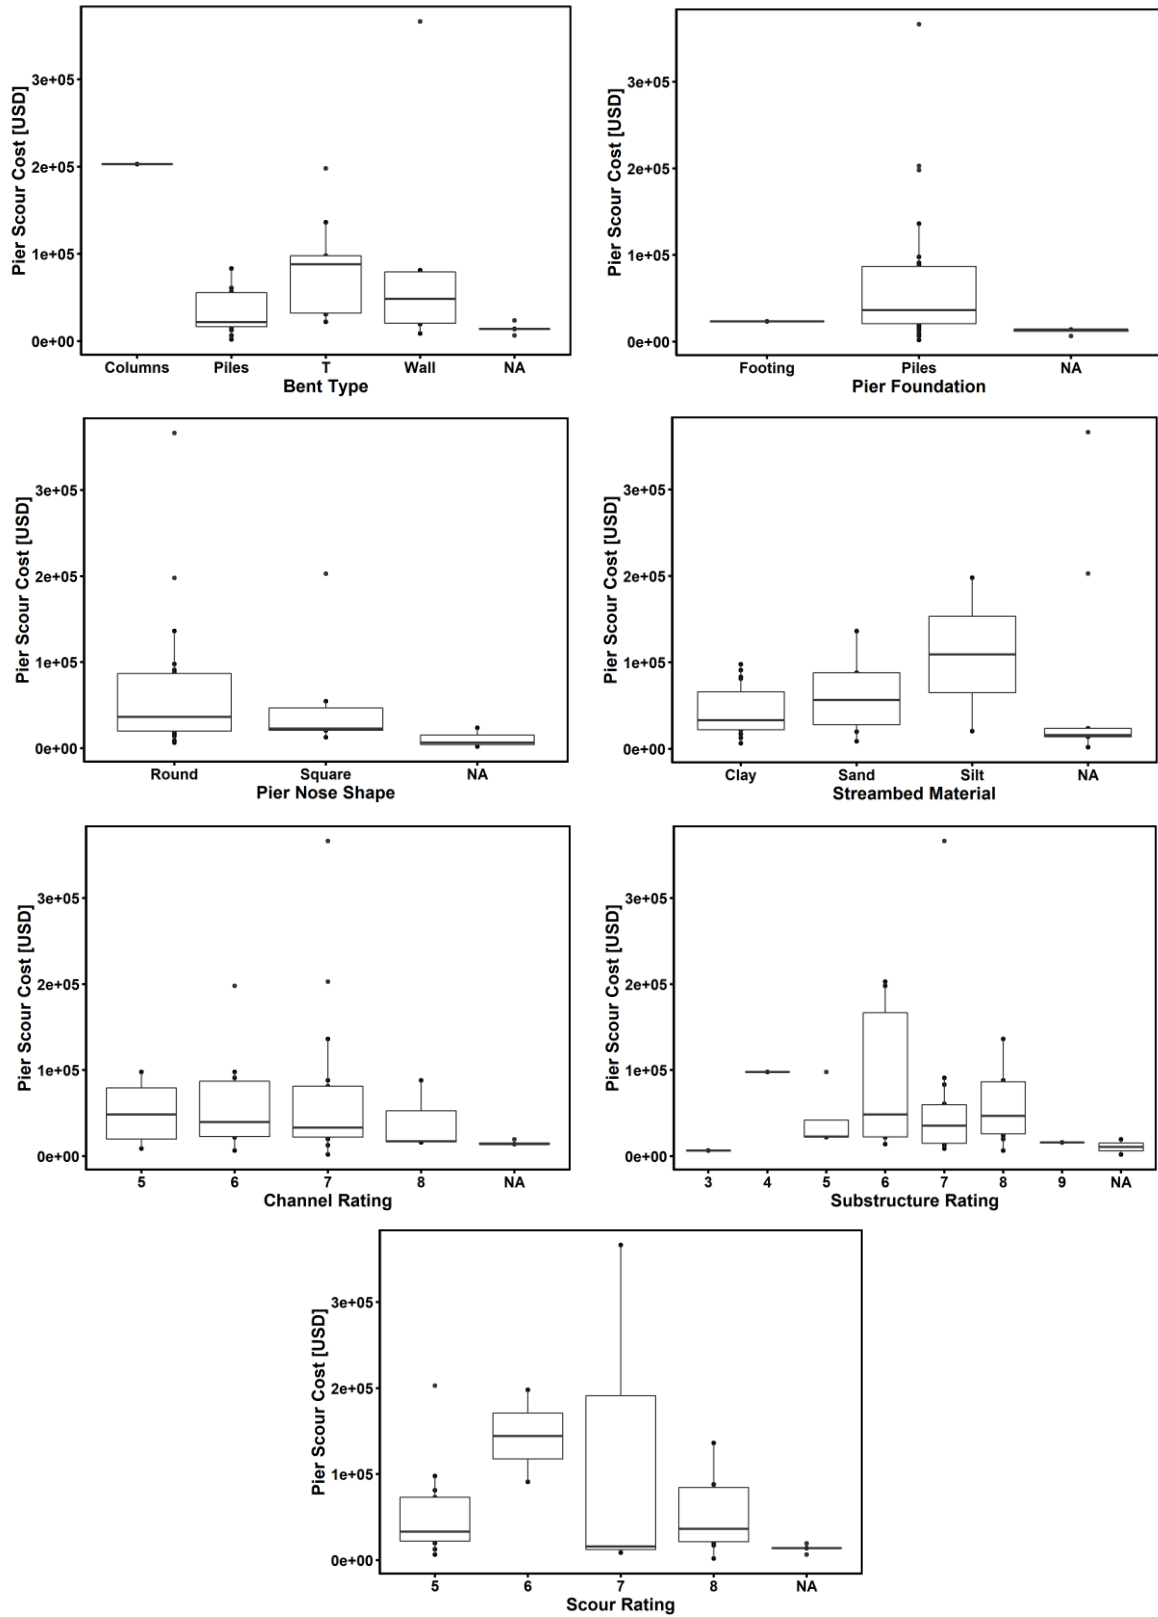 Pier Scour Cost [USD]
3e+05
2e+05
1e+05
0e+00
Columns Piles T Wall NA
Bent Type
Pier Scour Cost [USD]
3e+05
2e+05
1e+05
0e+00
Footing Piles NA
Pier Foundation
Pier Scour Cost [USD]
3e+05
2e+05
1e+05
0e+00
Round Square NA
Pier Nose Shape
Pier Scour Cost [USD]
3e+05
2e+05
1e+05
0e+00
Clay Sand Silt NA
Streambed Material
Pier Scour Cost [USD]
3e+05
2e+05
1e+05
0e+00
5 6 7 8 NA
Channel Rating
Pier Scour Cost [USD]
3e+05
2e+05
1e+05
0e+00
3 4 5 6 7 8 9 NA
Substructure Rating
Pier Scour Cost [USD]
3e+05
2e+05
1e+05
0e+00
5 6 7 8 NA
Scour Rating